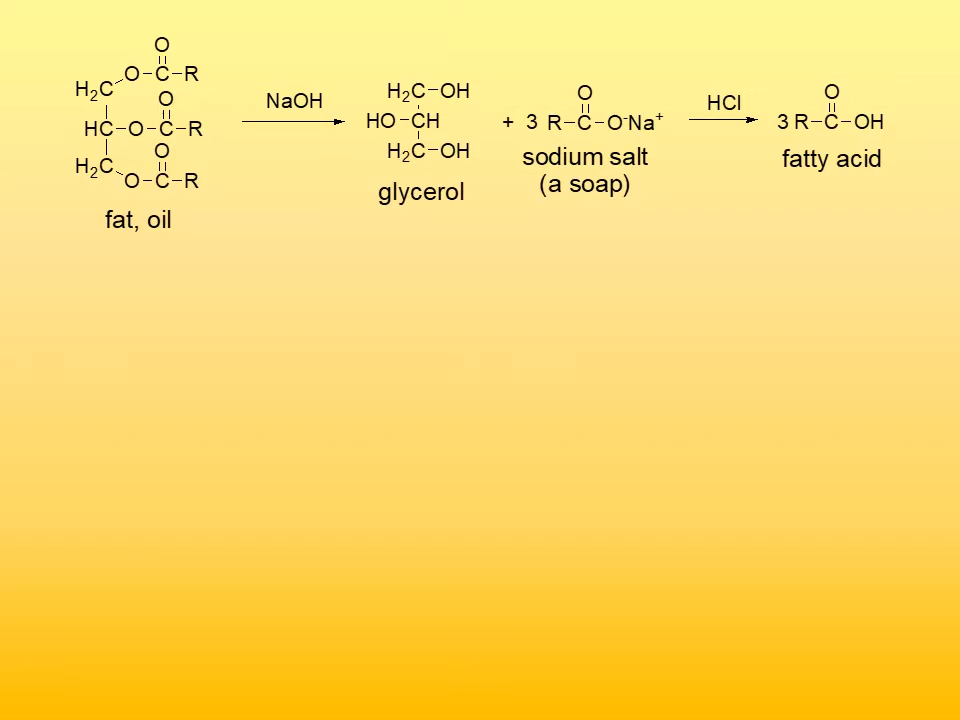 O
O–C–R
H₂C
O
HC–O–C–R
O
H₂C
O–C–R
fat, oil
NaOH
H₂C–OH
HO–CH
H₂C–OH
glycerol
O
+ 3 R–C–O⁻Na⁺
sodium salt
(a soap)
HCl
O
3 R–C–OH
fatty acid